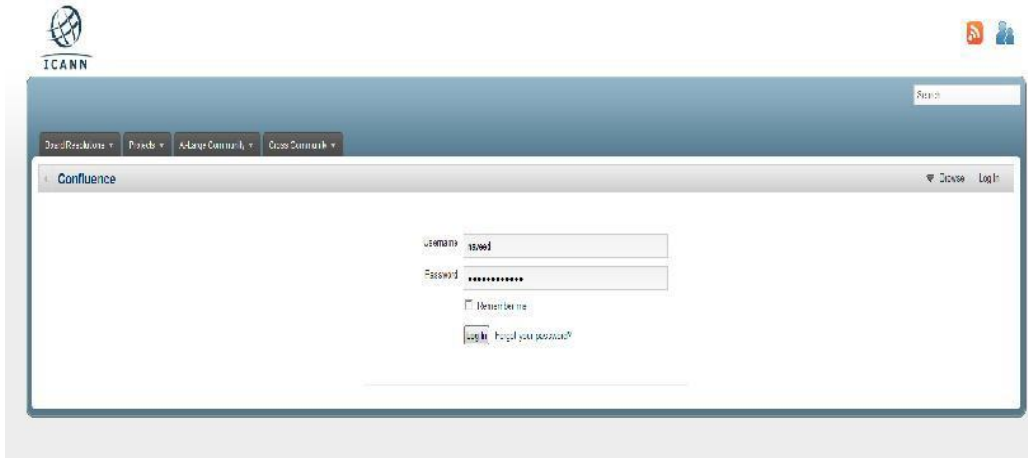 ICANN
Search
Board Resolutions Projects At-Large Community Cross Community
Confluence
Browse Log In
Username naveed
Password ••••••••••••
Remember me
Log In Forgot your password?